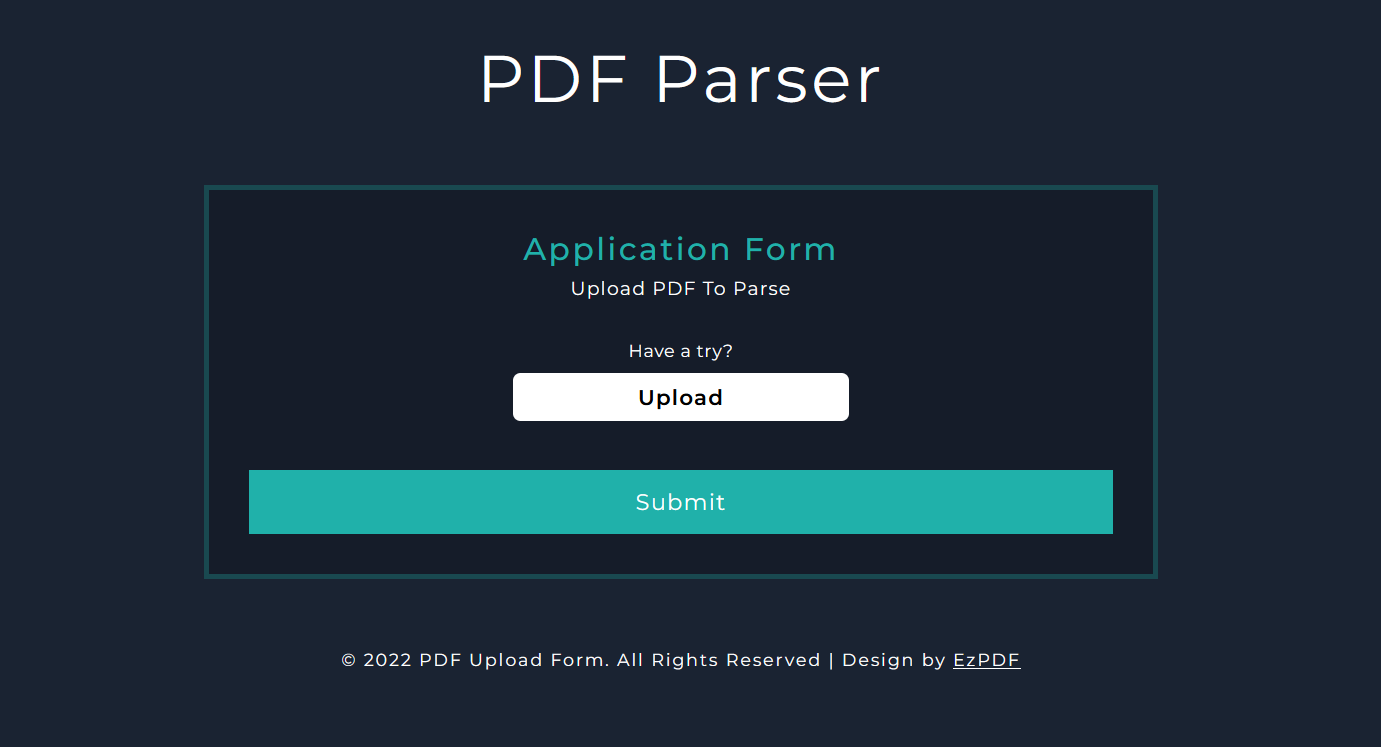 PDF Parser
Application Form
Upload PDF To Parse
Have a try?
Upload
Submit
© 2022 PDF Upload Form. All Rights Reserved | Design by EzPDF